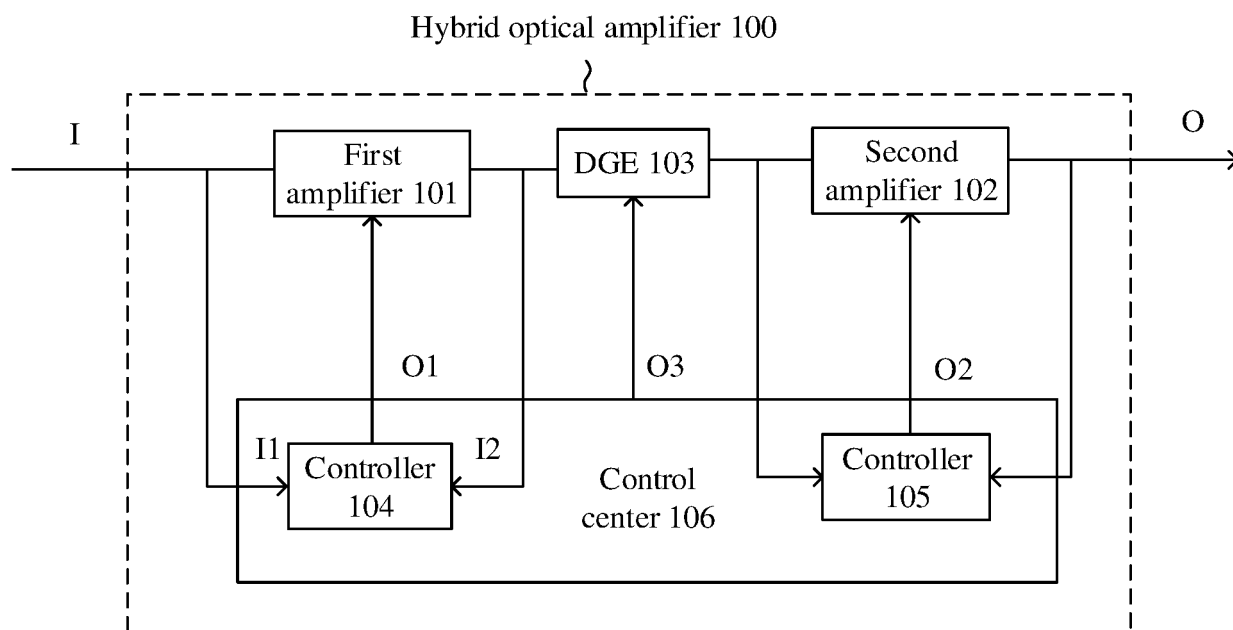 Hybrid optical amplifier 100
I
O
First
amplifier 101
DGE 103
Second
amplifier 102
O1
O3
O2
I1
I2
Controller
104
Control
center 106
Controller
105